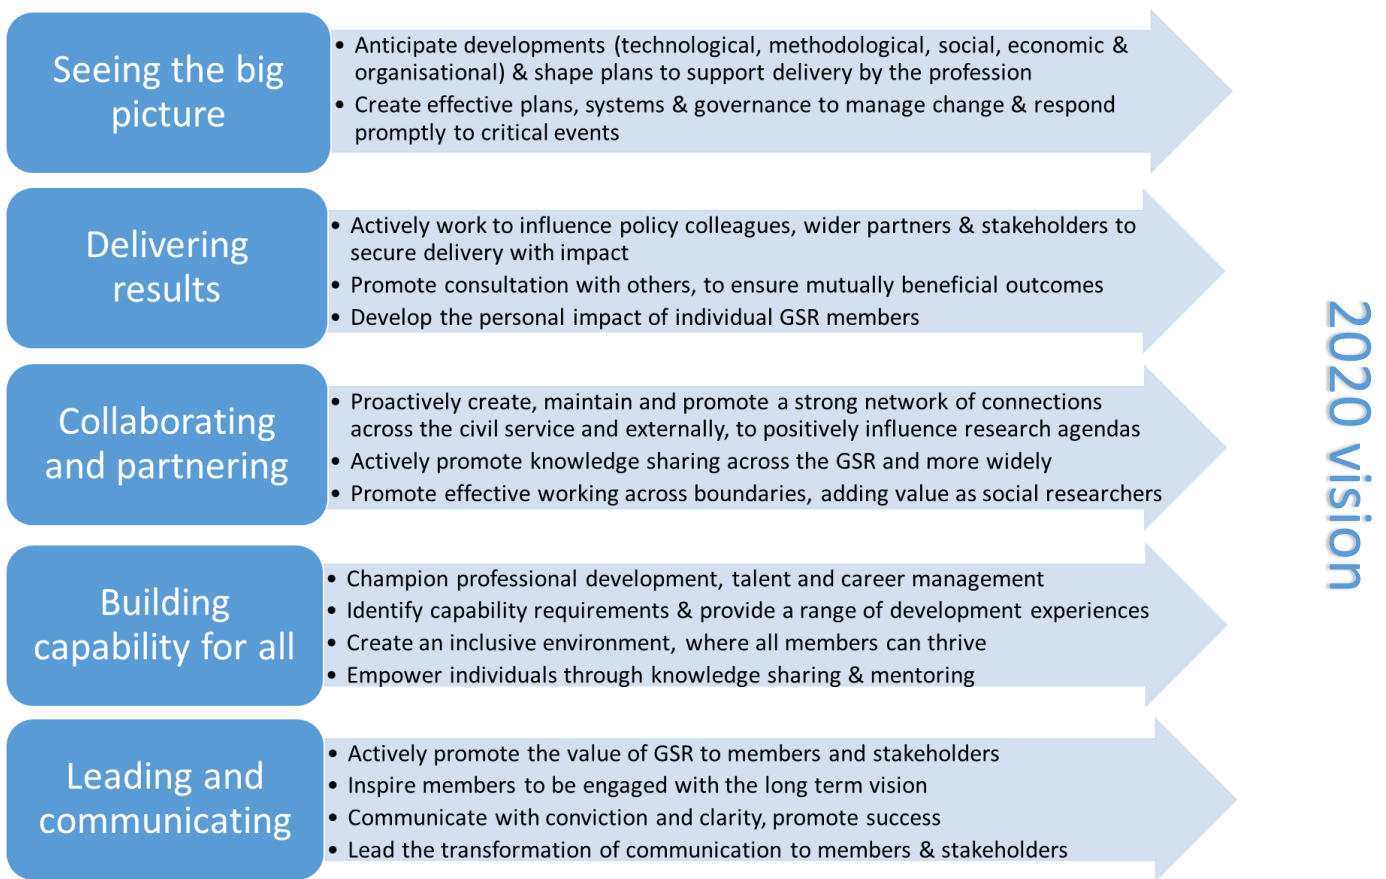 Seeing the big
picture
• Anticipate developments (technological, methodological, social, economic &
organisational) & shape plans to support delivery by the profession
• Create effective plans, systems & governance to manage change & respond
promptly to critical events
Delivering
results
• Actively work to influence policy colleagues, wider partners & stakeholders to
secure delivery with impact
• Promote consultation with others, to ensure mutually beneficial outcomes
• Develop the personal impact of individual GSR members
Collaborating
and partnering
• Proactively create, maintain and promote a strong network of connections
across the civil service and externally, to positively influence research agendas
• Actively promote knowledge sharing across the GSR and more widely
• Promote effective working across boundaries, adding value as social researchers
Building
capability for all
• Champion professional development, talent and career management
• Identify capability requirements & provide a range of development experiences
• Create an inclusive environment, where all members can thrive
• Empower individuals through knowledge sharing & mentoring
Leading and
communicating
• Actively promote the value of GSR to members and stakeholders
• Inspire members to be engaged with the long term vision
• Communicate with conviction and clarity, promote success
• Lead the transformation of communication to members & stakeholders
2020 vision